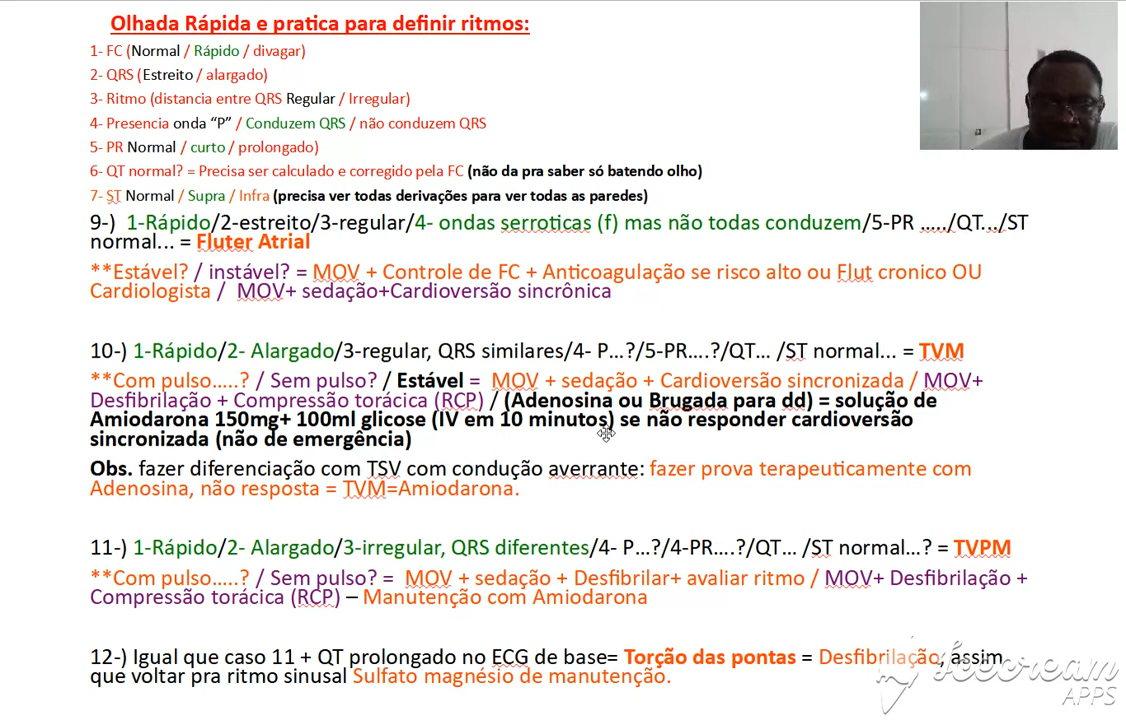 Olhada Rápida e pratica para definir ritmos:
1- FC (Normal / Rápido / divagar)
2- QRS (Estreito / alargado)
3- Ritmo (distancia entre QRS Regular / Irregular)
4- Presencia onda “P” / Conduzem QRS / não conduzem QRS
5- PR Normal / curto / prolongado)
6- QT normal? = Precisa ser calculado e corregido pela FC (não da pra saber só batendo olho)
7- ST Normal / Supra / Infra (precisa ver todas derivações para ver todas as paredes)
9-) 1-Rápido/2-estreito/3-regular/4- ondas serroticas (f) mas não todas conduzem/5-PR ...../QT.../ST
normal... = Fluter Atrial
**Estável? / instável? = MOV + Controle de FC + Anticoagulação se risco alto ou Flut cronico OU
Cardiologista / MOV+ sedação+Cardioversão sincrônica
10-) 1-Rápido/2- Alargado/3-regular, QRS similares/4- P...?/5-PR....?/QT... /ST normal... = TVM
**Com pulso.....? / Sem pulso? / Estável = MOV + sedação + Cardioversão sincronizada / MOV+
Desfibrilação + Compressão torácica (RCP) / (Adenosina ou Brugada para dd) = solução de
Amiodarona 150mg+ 100ml glicose (IV em 10 minutos) se não responder cardioversão
sincronizada (não de emergência)
Obs. fazer diferenciação com TSV com condução averrante: fazer prova terapeuticamente com
Adenosina, não resposta = TVM=Amiodarona.
11-) 1-Rápido/2- Alargado/3-irregular, QRS diferentes/4- P...?/4-PR....?/QT... /ST normal...? = TVPM
**Com pulso.....? / Sem pulso? = MOV + sedação + Desfibrilar+ avaliar ritmo / MOV+ Desfibrilação +
Compressão torácica (RCP) – Manutenção com Amiodarona
12-) Igual que caso 11 + QT prolongado no ECG de base= Torção das pontas = Desfibrilação, assim
que voltar pra ritmo sinusal Sulfato magnésio de manutenção.
Icecream
APPS